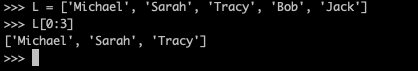 >>> L = ['Michael', 'Sarah', 'Tracy', 'Bob', 'Jack']
>>> L[0:3]
['Michael', 'Sarah', 'Tracy']
>>>